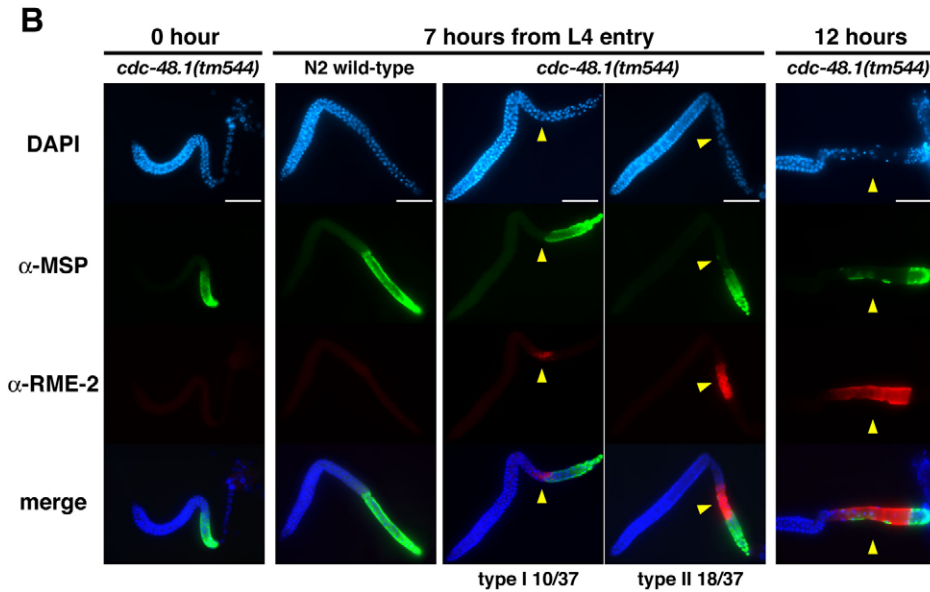 B
0 hour 7 hours from L4 entry 12 hours
cdc-48.1(tm544) N2 wild-type cdc-48.1(tm544) cdc-48.1(tm544)
DAPI
α-MSP
α-RME-2
merge
type I 10/37 type II 18/37